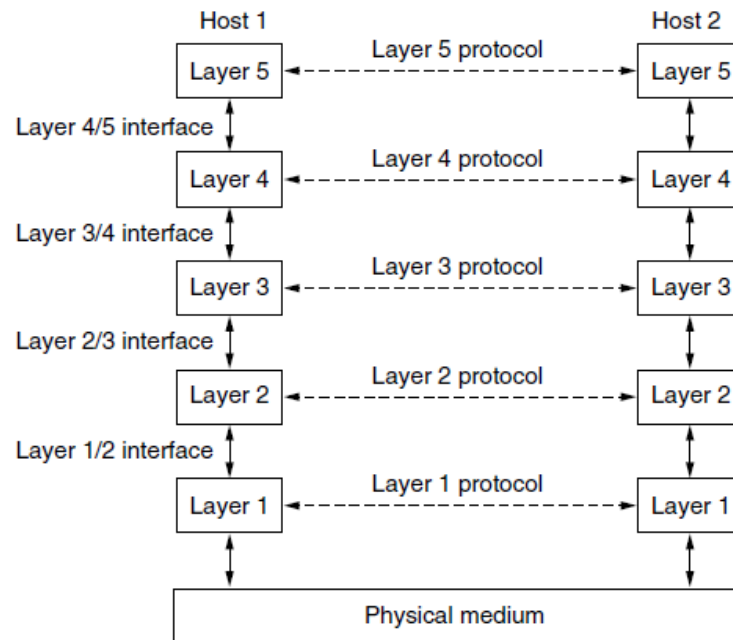 Host 1 Host 2
Layer 5 Layer 5 protocol Layer 5
Layer 4/5 interface
Layer 4 Layer 4 protocol Layer 4
Layer 3/4 interface
Layer 3 Layer 3 protocol Layer 3
Layer 2/3 interface
Layer 2 Layer 2 protocol Layer 2
Layer 1/2 interface
Layer 1 Layer 1 protocol Layer 1
Physical medium